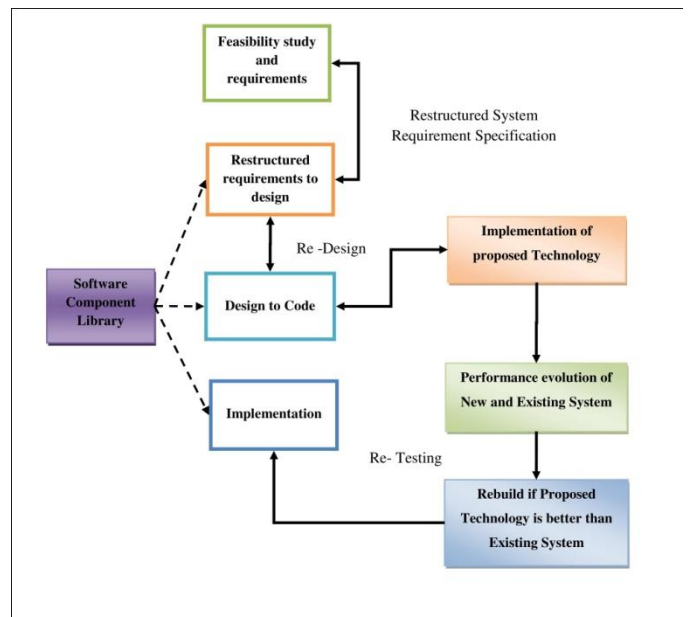 Feasibility study
and
requirements
Restructured System
Requirement Specification
Restructured
requirements to
design
Re -Design
Implementation of
proposed Technology
Software
Component
Library
Design to Code
Performance evolution of
New and Existing System
Implementation
Re- Testing
Rebuild if Proposed
Technology is better than
Existing System